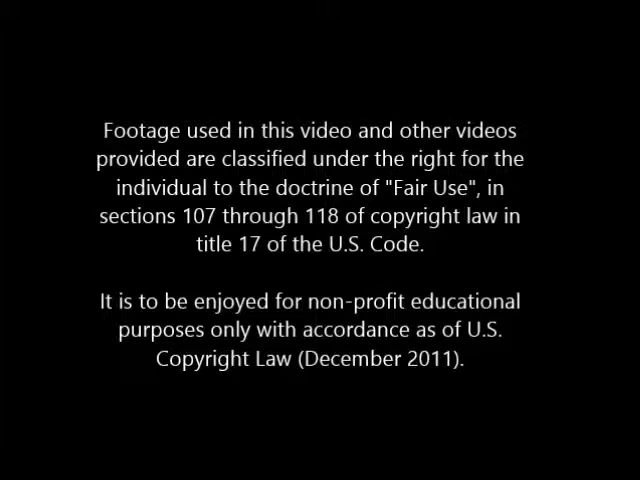 Footage used in this video and other videos
provided are classified under the right for the
individual to the doctrine of "Fair Use", in
sections 107 through 118 of copyright law in
title 17 of the U.S. Code.
It is to be enjoyed for non-profit educational
purposes only with accordance as of U.S.
Copyright Law (December 2011).